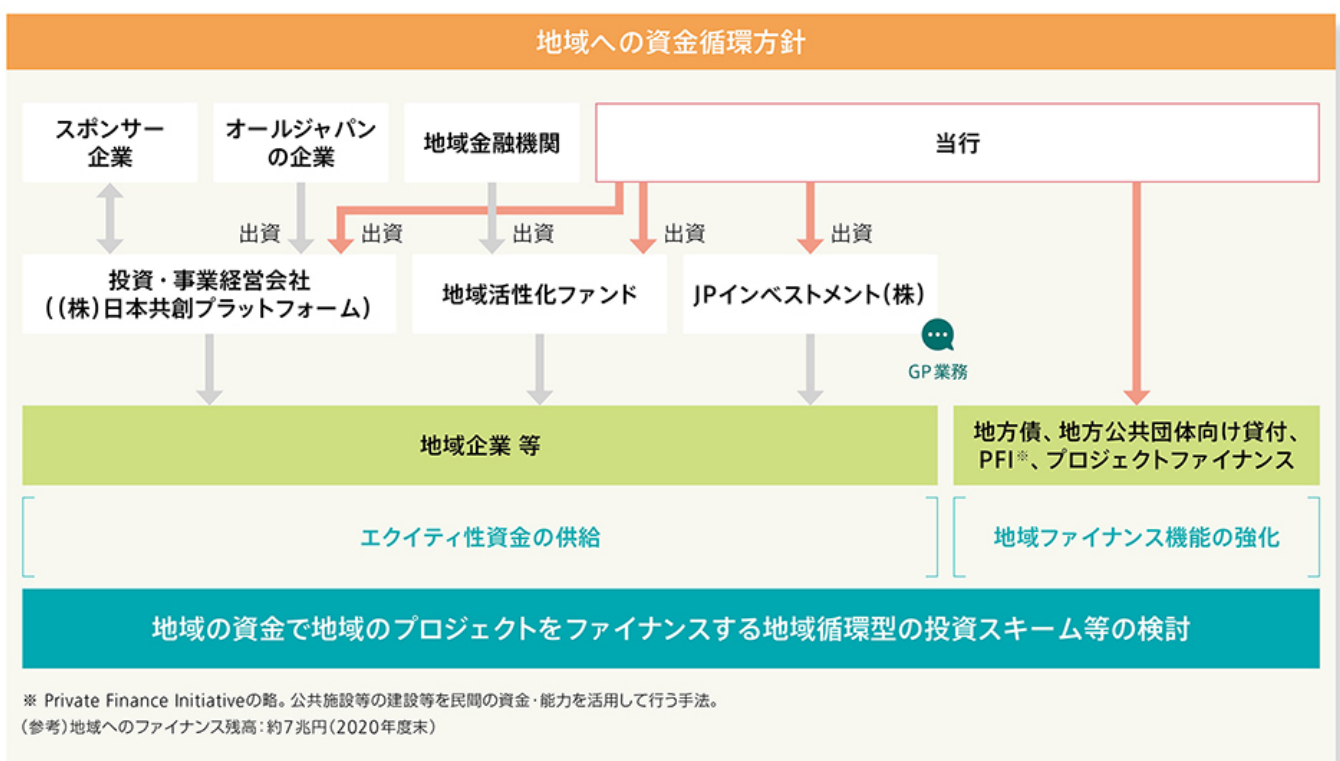 地域への資金循環方針
スポンサー
企業
オールジャパン
の企業
地域金融機関
当行
出資
出資
出資
出資
出資
投資・事業経営会社
((株)日本共創プラットフォーム)
地域活性化ファンド
JPインベストメント(株)
GP業務
地域企業 等
地方債、地方公共団体向け貸付、
PFI※、プロジェクトファイナンス
エクイティ性資金の供給
地域ファイナンス機能の強化
地域の資金で地域のプロジェクトをファイナンスする地域循環型の投資スキーム等の検討
※ Private Finance Initiativeの略。公共施設等の建設等を民間の資金・能力を活用して行う手法。
(参考)地域へのファイナンス残高:約7兆円(2020年度末)